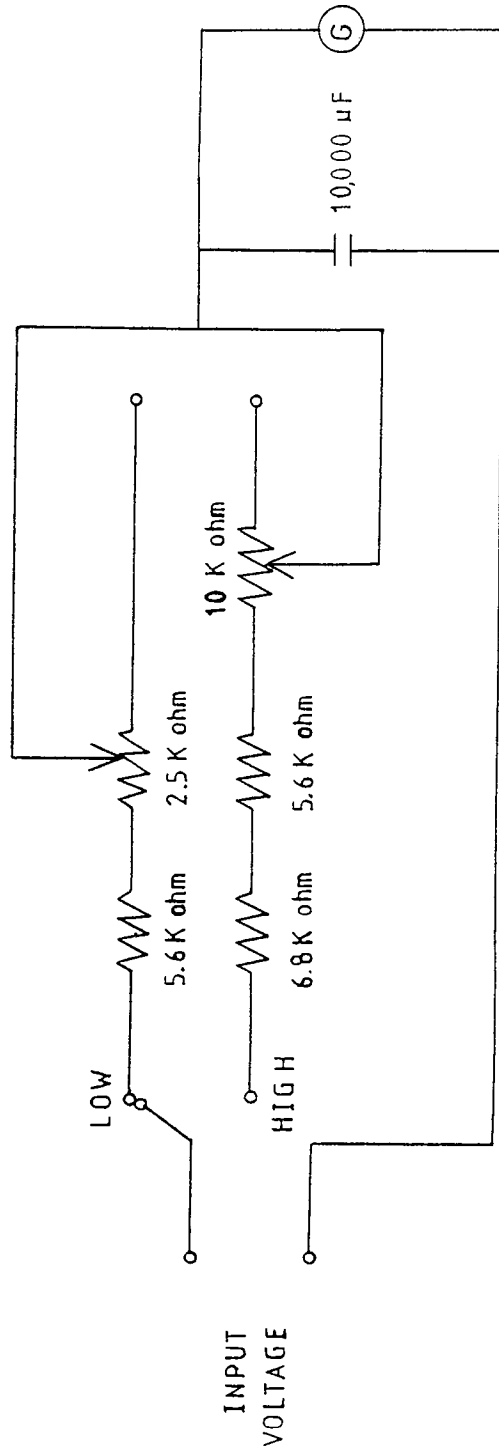 INPUT
VOLTAGE
LOW
HIGH
5.6 K ohm
2.5 K ohm
6.8 K ohm
5.6 K ohm
10 K ohm
10,000 µF
G